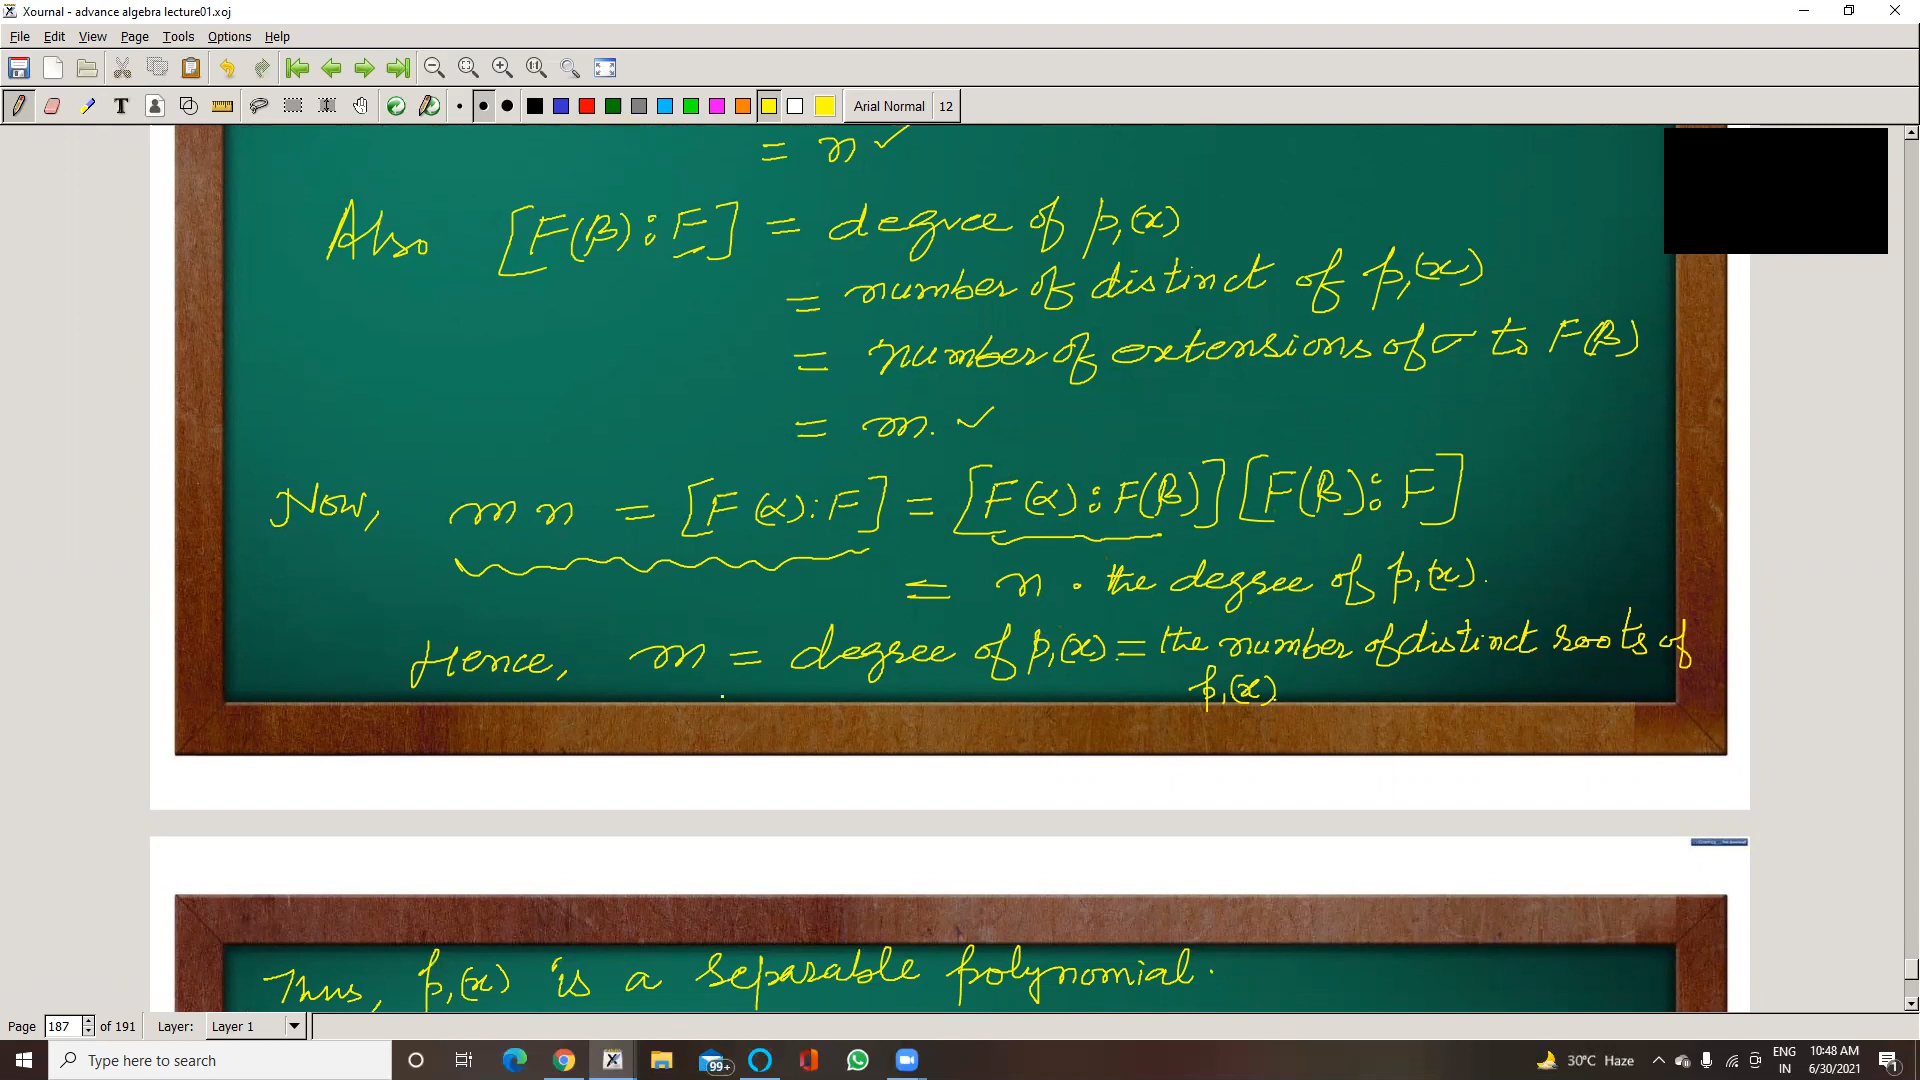 Xournal - advance algebra lecture01.xoj
File Edit View Page Tools Options Help
Arial Normal 12
= n ✓
Also [F(β) : F] = degree of p₁(x)
= number of distinct of p₁(x)
= number of extensions of σ to F(β)
= m. ✓
Now, m n = [F(α) : F] = [F(α) : F(β)] [F(β) : F]
= n . the degree of p₁(x).
Hence, m = degree of p₁(x) = the number of distinct roots of
p₁(x).
Thus, p₁(x) is a separable polynomial.
Page 187 of 191 Layer: Layer 1
Type here to search
99+
30°C Haze
ENG
IN
10:48 AM
6/30/2021
1